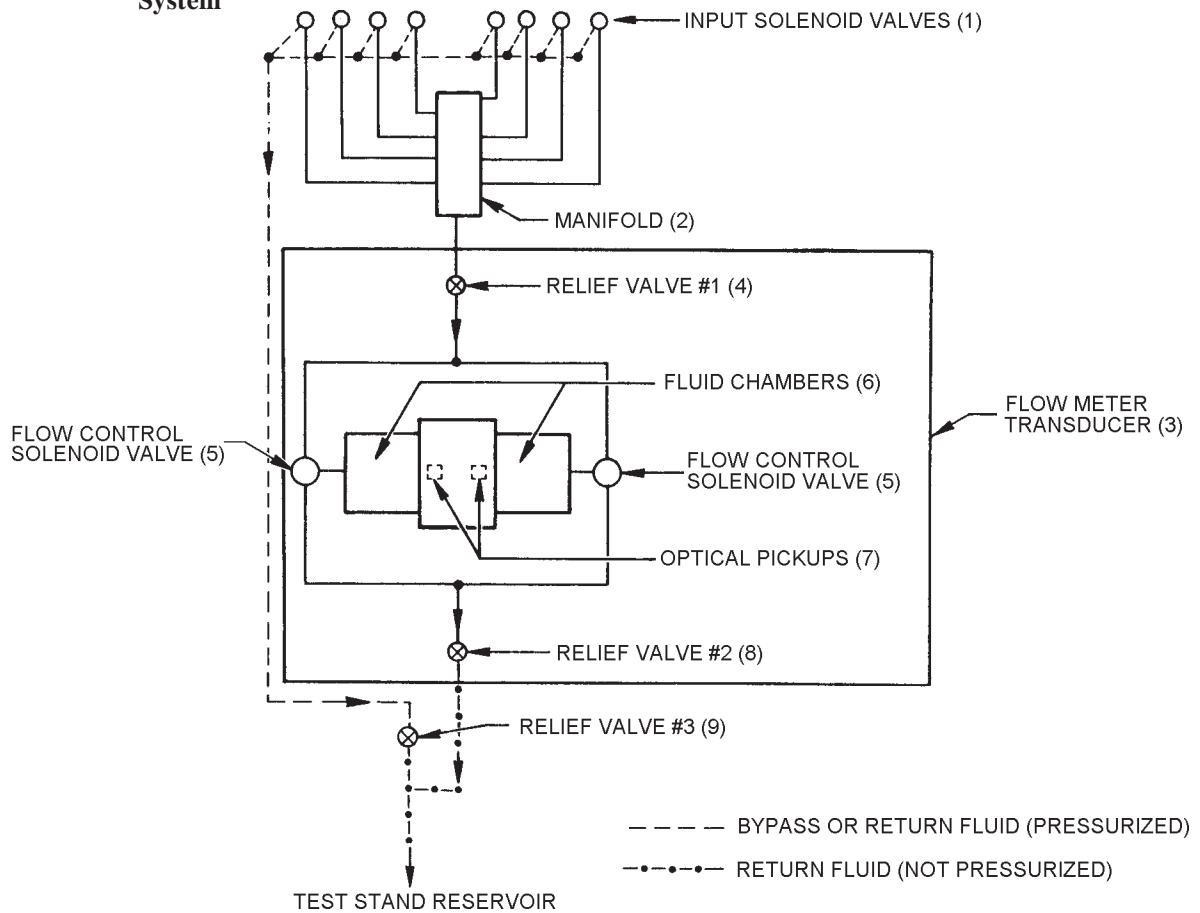 System
INPUT SOLENOID VALVES (1)
MANIFOLD (2)
RELIEF VALVE #1 (4)
FLUID CHAMBERS (6)
FLOW METER
TRANSDUCER (3)
FLOW CONTROL
SOLENOID VALVE (5)
FLOW CONTROL
SOLENOID VALVE (5)
OPTICAL PICKUPS (7)
RELIEF VALVE #2 (8)
RELIEF VALVE #3 (9)
BYPASS OR RETURN FLUID (PRESSURIZED)
RETURN FLUID (NOT PRESSURIZED)
TEST STAND RESERVOIR